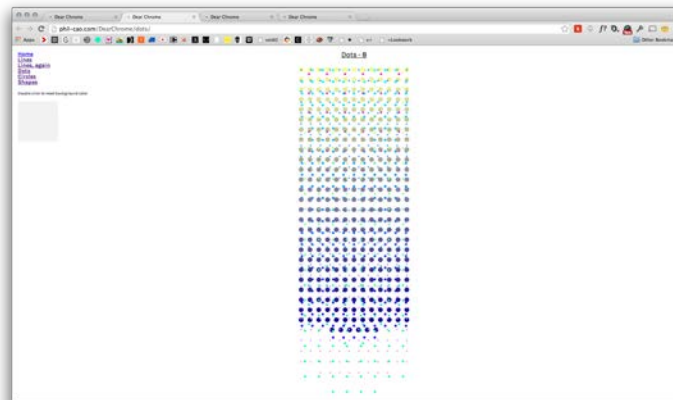 Dear Chrome
Dear Chrome
Dear Chrome
Dear Chrome
phil-cao.com/DearChrome/dots/
Apps
Other Bookmarks
Home
Lines
Lines, again
Dots
Circles
Shapes
Dots - B